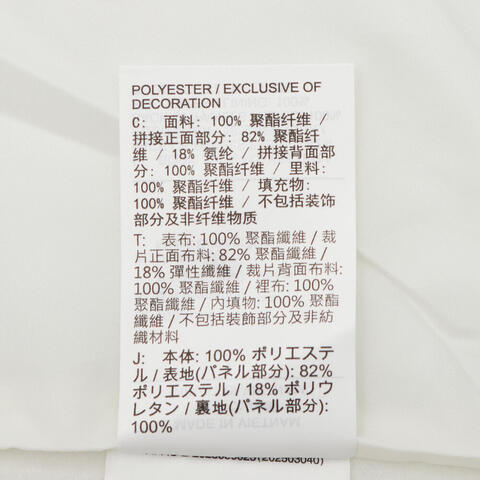 POLYESTER / EXCLUSIVE OF
DECORATION
C: 面料: 100% 聚酯纤维 /
拼接正面部分: 82% 聚酯纤
维 / 18% 氨纶 / 拼接背面部
分: 100% 聚酯纤维 / 里料:
100% 聚酯纤维 / 填充物:
100% 聚酯纤维 / 不包括装饰
部分及非纤维物质
T: 表布: 100% 聚酯纖維 / 裁
片正面布料: 82% 聚酯纖維 /
18% 彈性纖維 / 裁片背面布料:
100% 聚酯纖維 / 裡布: 100%
聚酯纖維 / 內填物: 100% 聚酯
纖維 / 不包括裝飾部分及非紡
織材料
J: 本体: 100% ポリエステ
ル / 表地(パネル部分): 82%
ポリエステル / 18% ポリウ
レタン / 裏地(パネル部分):
100%
MADE IN VIETNAM
(202503040)